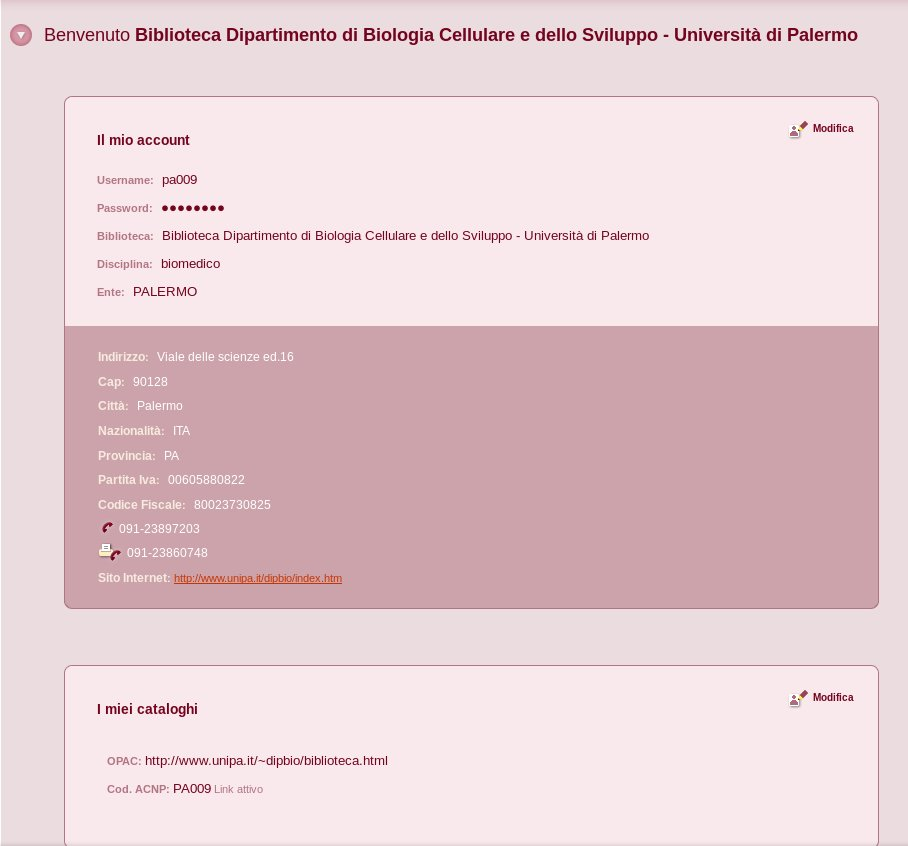 Benvenuto Biblioteca Dipartimento di Biologia Cellulare e dello Sviluppo - Università di Palermo
Modifica
Il mio account
Username: pa009
Password: ●●●●●●●●
Biblioteca: Biblioteca Dipartimento di Biologia Cellulare e dello Sviluppo - Università di Palermo
Disciplina: biomedico
Ente: PALERMO
Indirizzo: Viale delle scienze ed.16
Cap: 90128
Città: Palermo
Nazionalità: ITA
Provincia: PA
Partita Iva: 00605880822
Codice Fiscale: 80023730825
091-23897203
091-23860748
Sito Internet: http://www.unipa.it/dipbio/index.htm
Modifica
I miei cataloghi
OPAC: http://www.unipa.it/~dipbio/biblioteca.html
Cod. ACNP: PA009 Link attivo